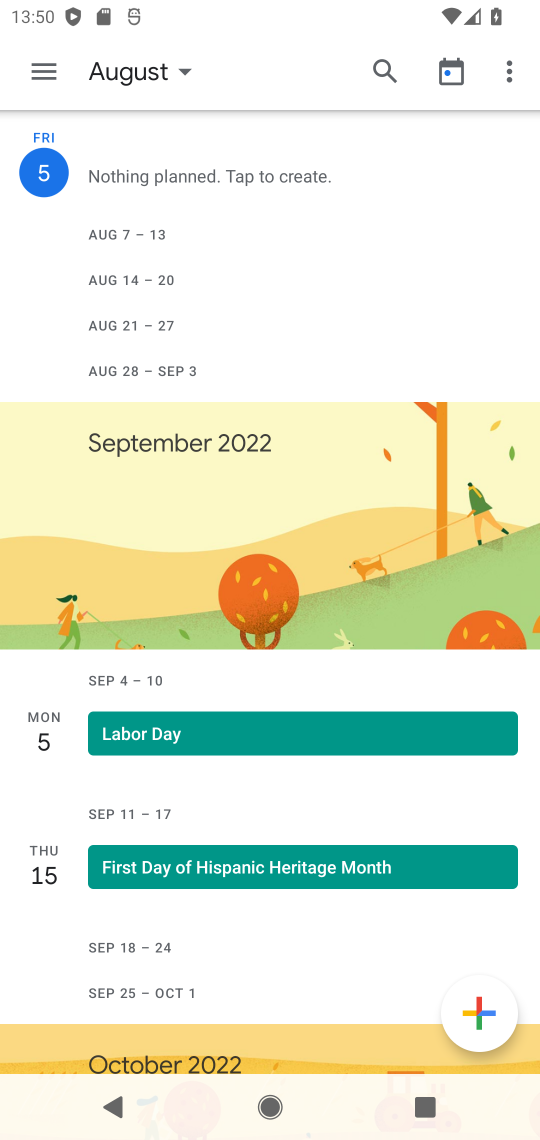 13:50
August
FRI
5
Nothing planned. Tap to create.
AUG 7 – 13
AUG 14 – 20
AUG 21 – 27
AUG 28 – SEP 3
September 2022
SEP 4 – 10
MON
5
Labor Day
SEP 11 – 17
THU
15
First Day of Hispanic Heritage Month
SEP 18 – 24
SEP 25 – OCT 1
October 2022